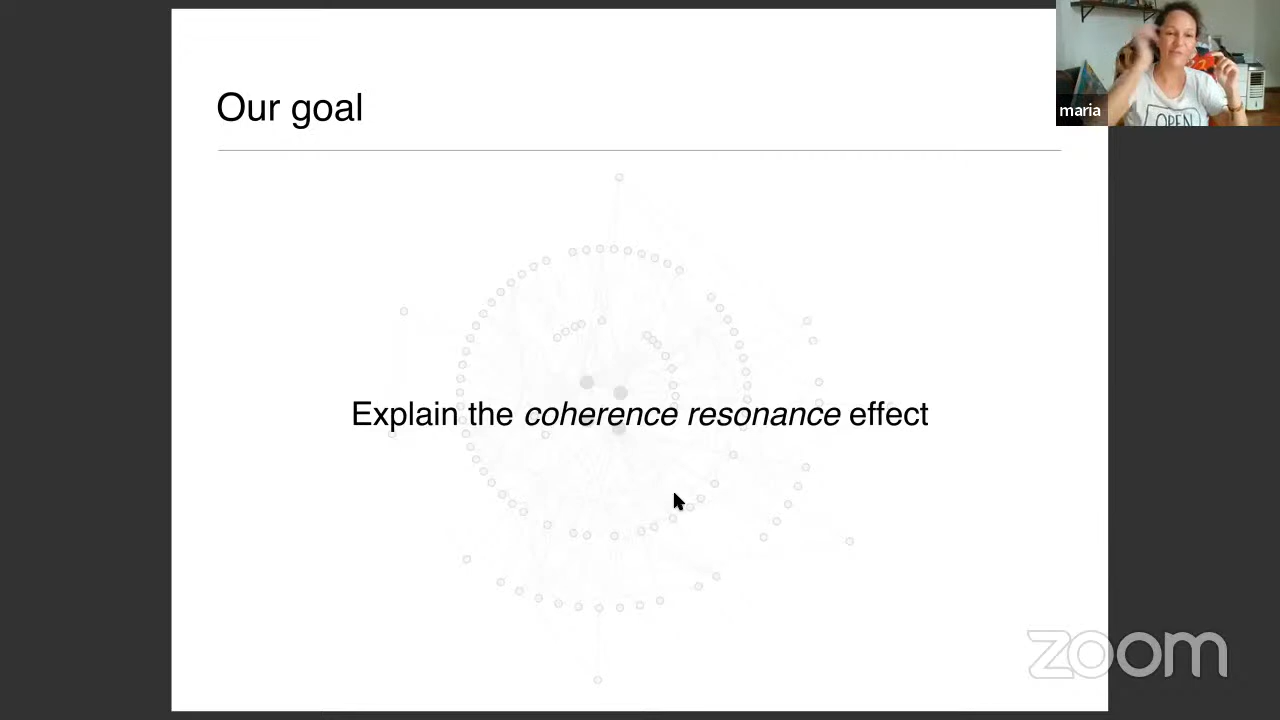 Our goal
maria
OPEN
Explain the coherence resonance effect
zoom